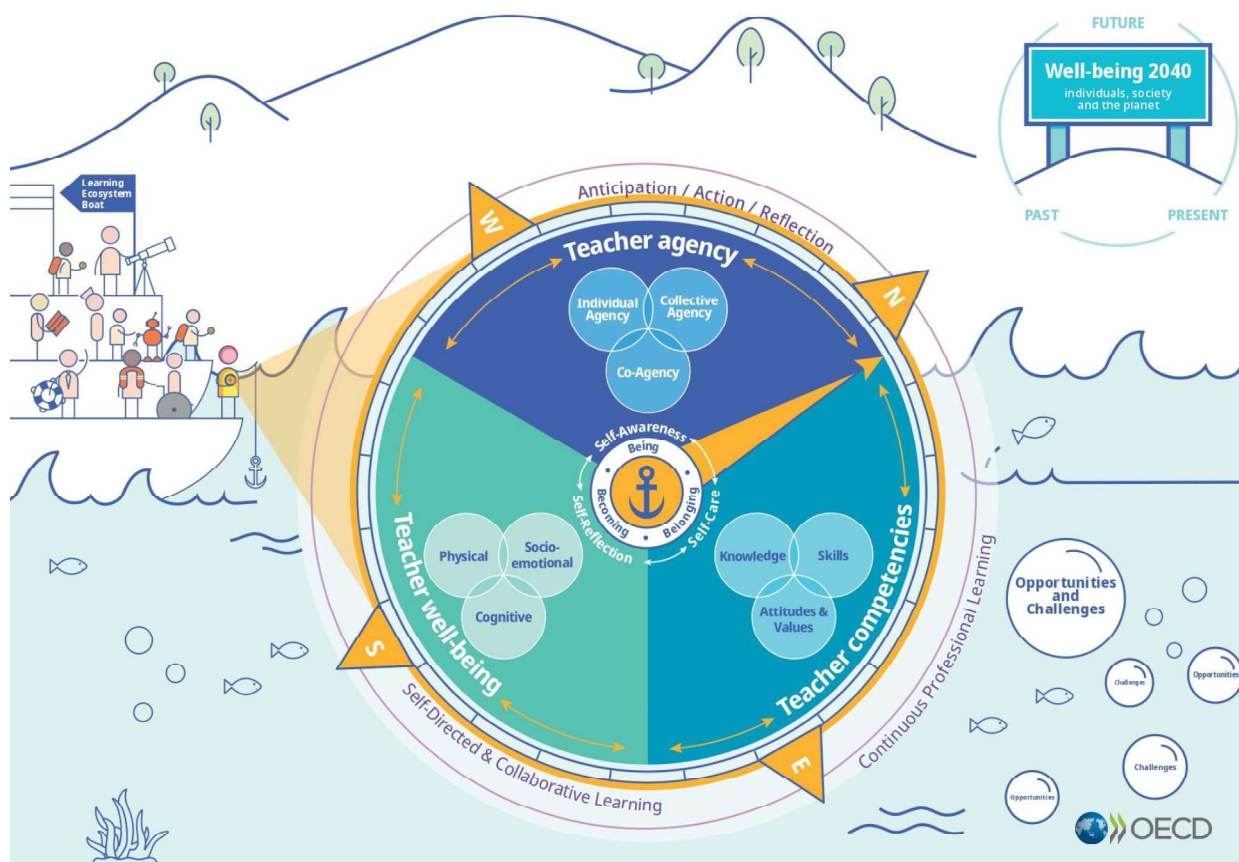 FUTURE
Well-being 2040
individuals, society
and the planet
PAST
PRESENT
Learning
Ecosystem
Boat
Anticipation / Action / Reflection
W
N
Teacher agency
Individual
Agency
Collective
Agency
Co-Agency
Self-Awareness
Being
Becoming
Belonging
Self-Reflection
Self-Care
Teacher well-being
Physical
Socio-
emotional
Cognitive
Teacher competencies
Knowledge
Skills
Attitudes &
Values
S
E
Self-Directed & Collaborative Learning
Continuous Professional Learning
Opportunities
and
Challenges
Challenges
Opportunities
Challenges
Opportunities
OECD